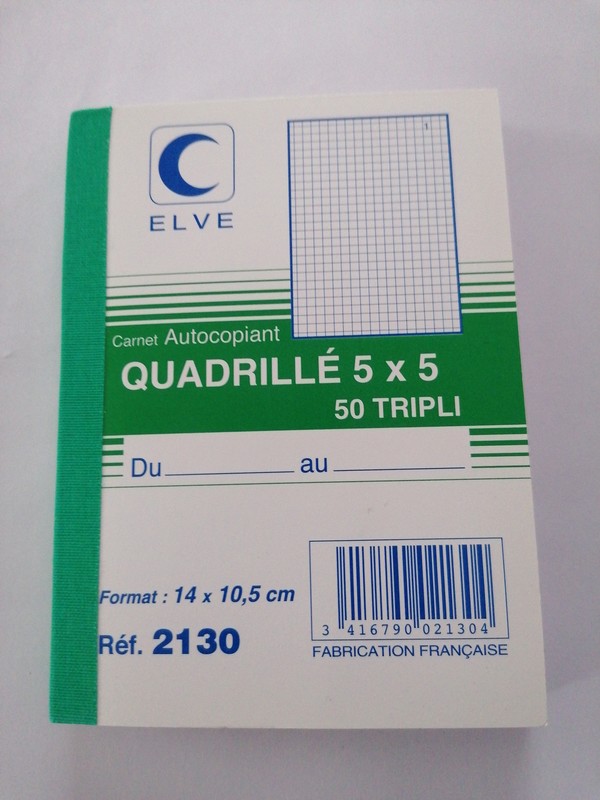 1
ELVE
Carnet Autocopiant
QUADRILLÉ 5 x 5
50 TRIPLI
Du au
Format : 14 x 10,5 cm
Réf. 2130
3 416790 021304
FABRICATION FRANÇAISE